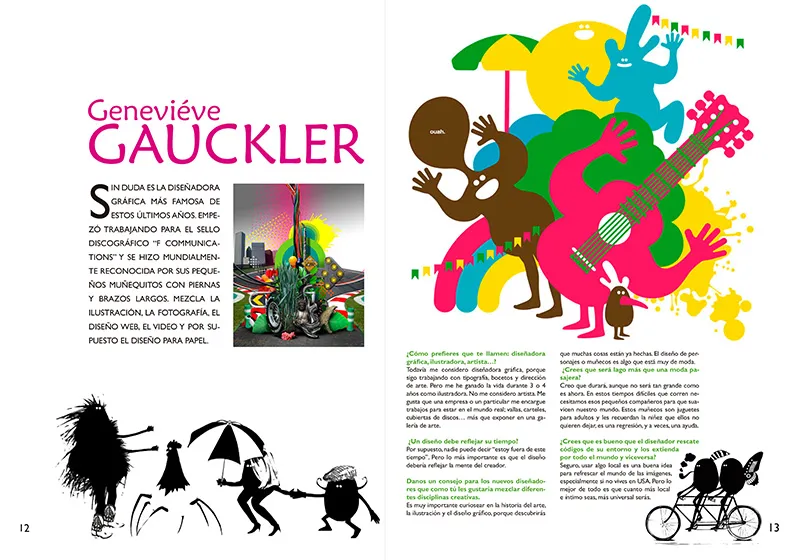 Geneviéve
GAUCKLER
SIN DUDA ES LA DISEÑADORA
GRÁFICA MÁS FAMOSA DE
ESTOS ÚLTIMOS AÑOS. EMPE-
ZÓ TRABAJANDO PARA EL SELLO
DISCOGRÁFICO “F COMMUNICA-
TIONS” Y SE HIZO MUNDIALMEN-
TE RECONOCIDA POR SUS PEQUE-
ÑOS MUÑEQUITOS CON PIERNAS
Y BRAZOS LARGOS. MEZCLA LA
ILUSTRACIÓN, LA FOTOGRAFÍA, EL
DISEÑO WEB, EL VIDEO Y POR SU-
PUESTO EL DISEÑO PARA PAPEL.
12
ouah.
¿Cómo prefieres que te llamen: diseñadora
gráfica, ilustradora, artista…?
Todavía me considero diseñadora gráfica, porque
sigo trabajando con tipografía, bocetos y dirección
de arte. Pero me he ganado la vida durante 3 o 4
años como ilustradora. No me considero artista. Me
gusta que una empresa o un particular me encargue
trabajos para estar en el mundo real; vallas, carteles,
cubiertas de discos… más que exponer en una ga-
lería de arte.
¿Un diseño debe reflejar su tiempo?
Por supuesto, nadie puede decir “estoy fuera de este
tiempo”. Pero lo más importante es que el diseño
debería reflejar la mente del creador.
Danos un consejo para los nuevos diseñado-
res que como tú les gustaría mezclar diferen-
tes disciplinas creativas.
Es muy importante curiosear en la historia del arte,
la ilustración y el diseño gráfico, porque descubrirás
que muchas cosas están ya hechas. El diseño de per-
sonajes o muñecos es algo que está muy de moda.
¿Crees que será lago más que una moda pa-
sajera?
Creo que durará, aunque no será tan grande como
es ahora. En estos tiempos difíciles que corren ne-
cesitamos esos pequeños compañeros para que sua-
vicen nuestro mundo. Estos muñecos son juguetes
para adultos y les recuerdan la niñez que ellos no
quieren dejar, es una regresión, y a veces, una ayuda.
¿Crees que es bueno que el diseñador rescate
códigos de su entorno y los extienda
por todo el mundo y viceversa?
Seguro, usar algo local es una buena idea
para refrescar el mundo de las imágenes,
especialmente si no vives en USA. Pero lo
mejor de todo es que cuanto más local
e íntimo seas, más universal serás.
13